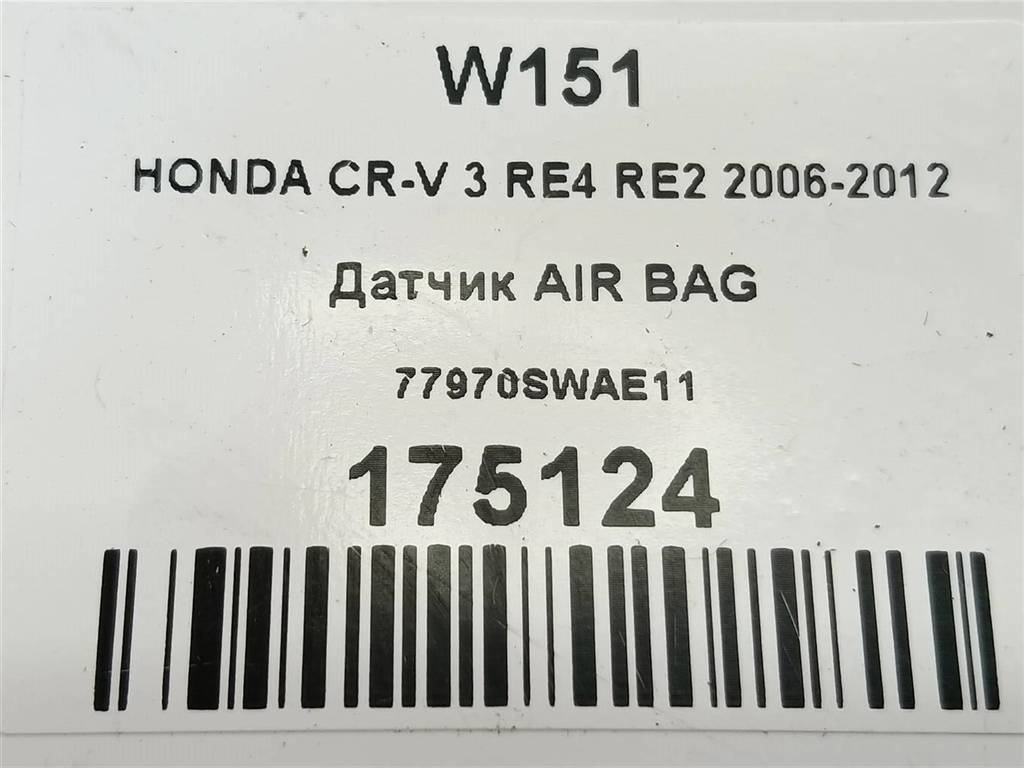 W151
HONDA CR-V 3 RE4 RE2 2006-2012
Датчик AIR BAG
77970SWAE11
175124